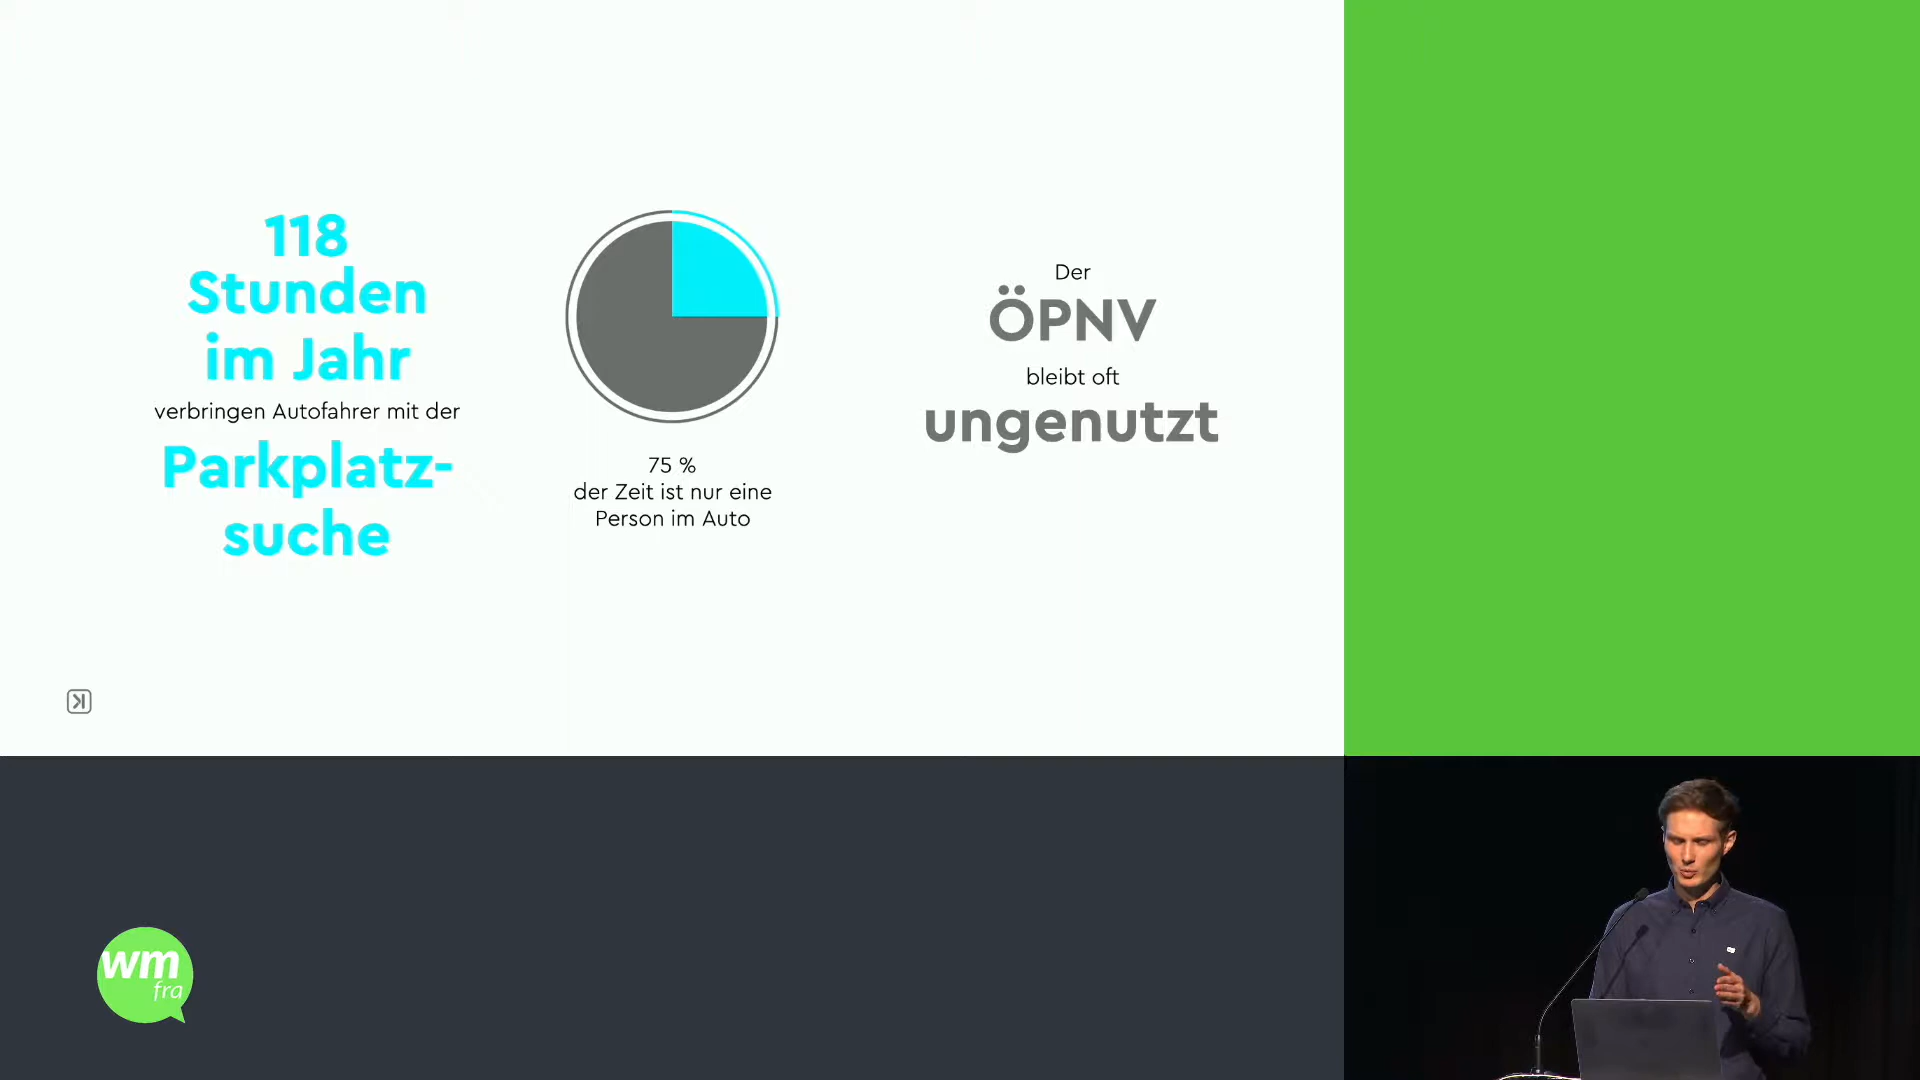 118
Stunden
im Jahr
verbringen Autofahrer mit der
Parkplatz-
suche
75 %
der Zeit ist nur eine
Person im Auto
Der
ÖPNV
bleibt oft
ungenutzt
wm
fra